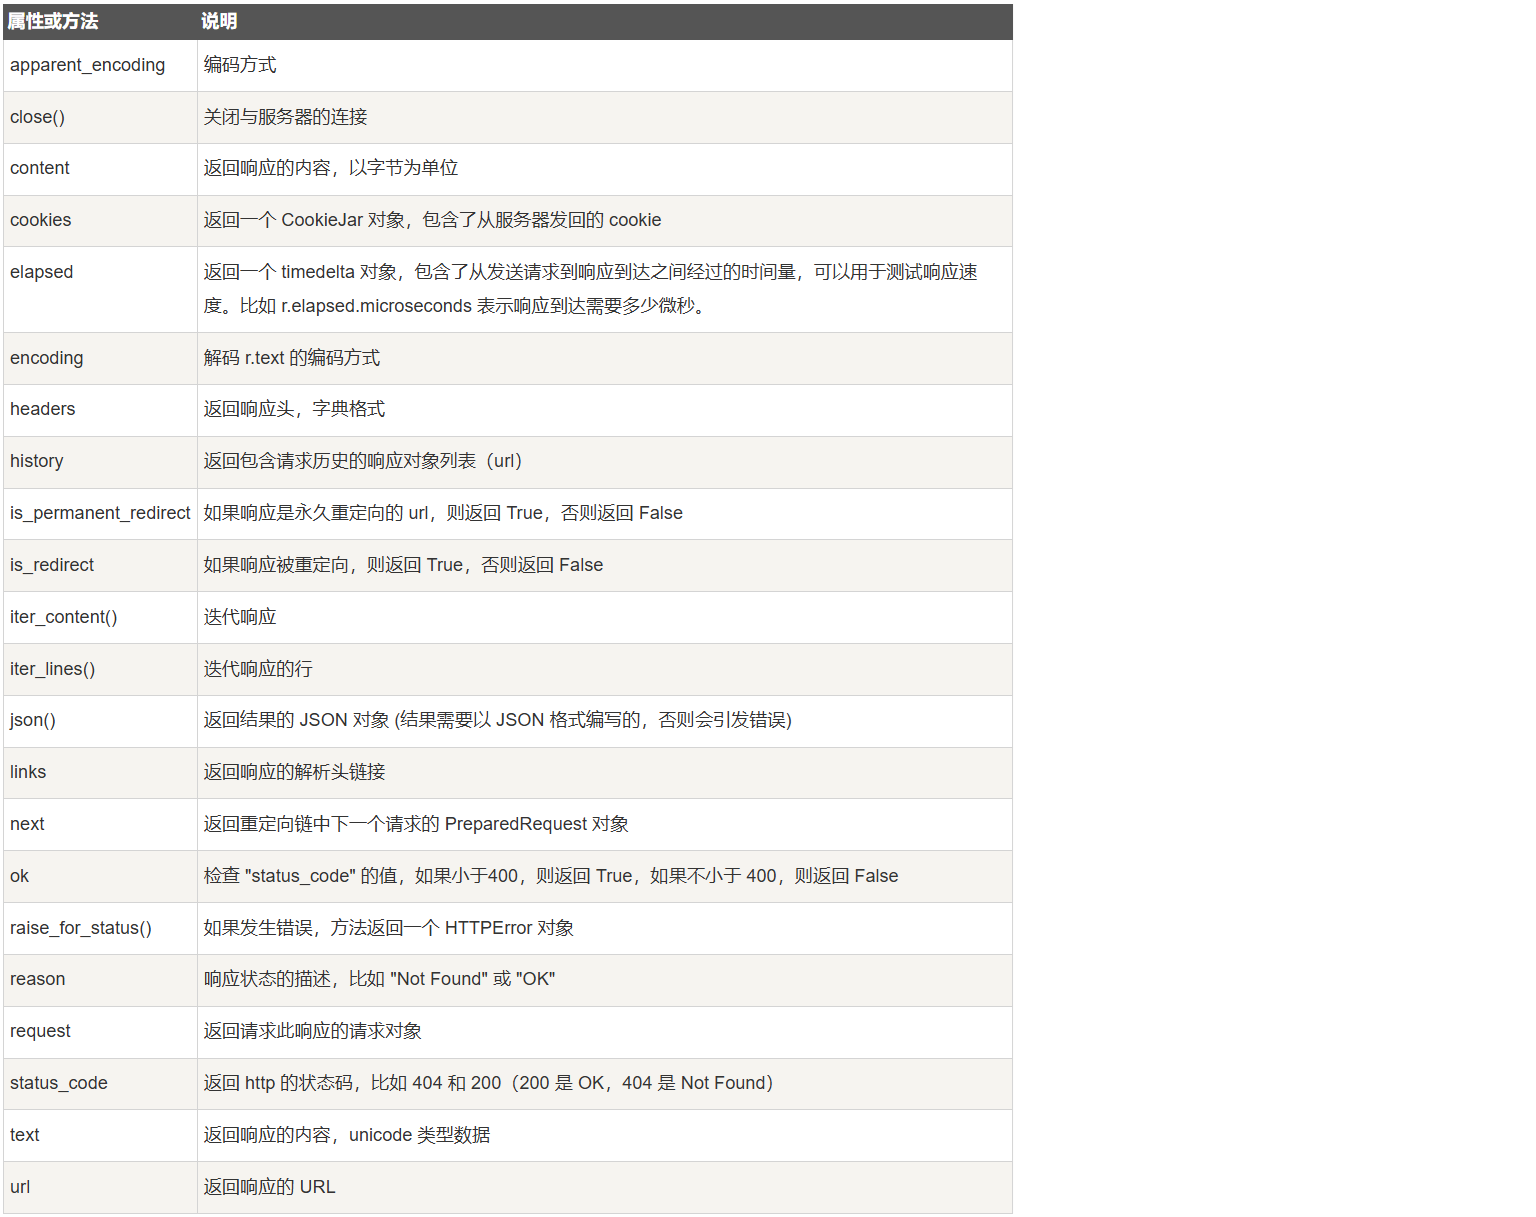 属性或方法 说明
apparent_encoding 编码方式
close() 关闭与服务器的连接
content 返回响应的内容，以字节为单位
cookies 返回一个 CookieJar 对象，包含了从服务器发回的 cookie
elapsed 返回一个 timedelta 对象，包含了从发送请求到响应到达之间经过的时间量，可以用于测试响应速
度。比如 r.elapsed.microseconds 表示响应到达需要多少微秒。
encoding 解码 r.text 的编码方式
headers 返回响应头，字典格式
history 返回包含请求历史的响应对象列表（url）
is_permanent_redirect 如果响应是永久重定向的 url，则返回 True，否则返回 False
is_redirect 如果响应被重定向，则返回 True，否则返回 False
iter_content() 迭代响应
iter_lines() 迭代响应的行
json() 返回结果的 JSON 对象 (结果需要以 JSON 格式编写的，否则会引发错误)
links 返回响应的解析头链接
next 返回重定向链中下一个请求的 PreparedRequest 对象
ok 检查 "status_code" 的值，如果小于400，则返回 True，如果不小于 400，则返回 False
raise_for_status() 如果发生错误，方法返回一个 HTTPError 对象
reason 响应状态的描述，比如 "Not Found" 或 "OK"
request 返回请求此响应的请求对象
status_code 返回 http 的状态码，比如 404 和 200（200 是 OK，404 是 Not Found）
text 返回响应的内容，unicode 类型数据
url 返回响应的 URL